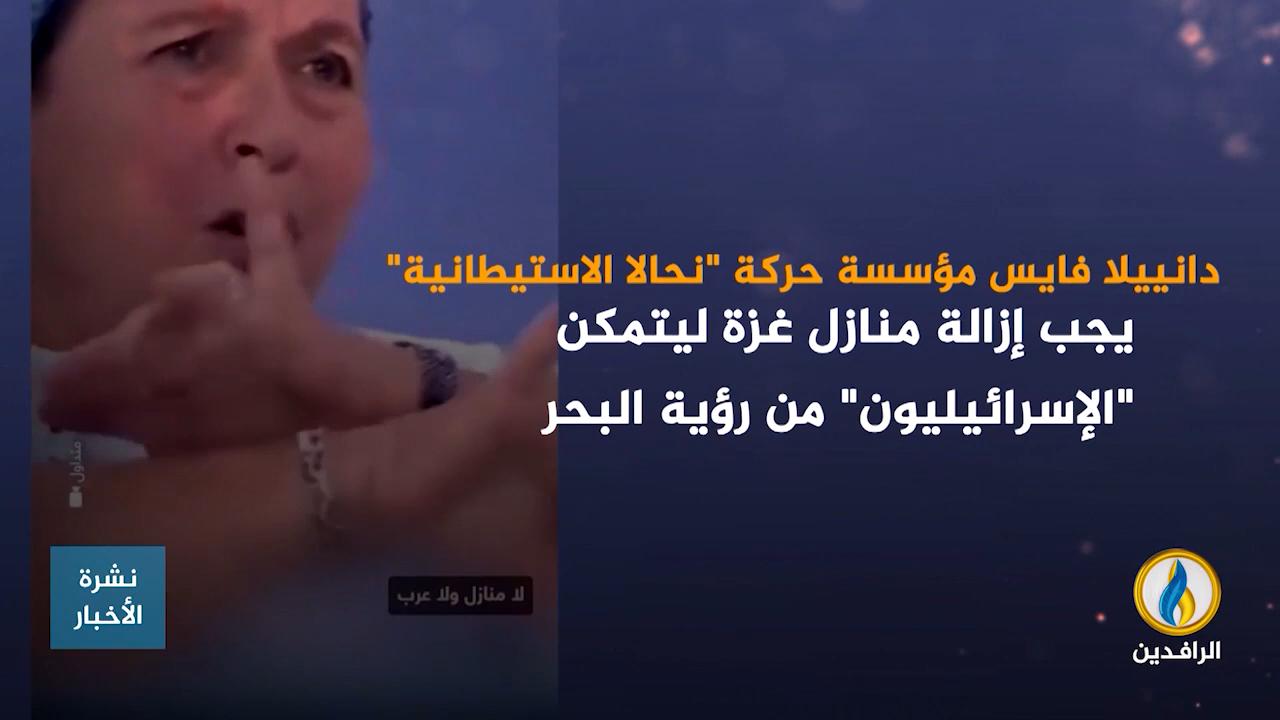 دانييلا فايس مؤسسة حركة "نحالا الاستيطانية"
يجب إزالة منازل غزة ليتمكن
"الإسرائيليون" من رؤية البحر
متداول
لا منازل ولا عرب
نشرة
الأخبار
الرافدين